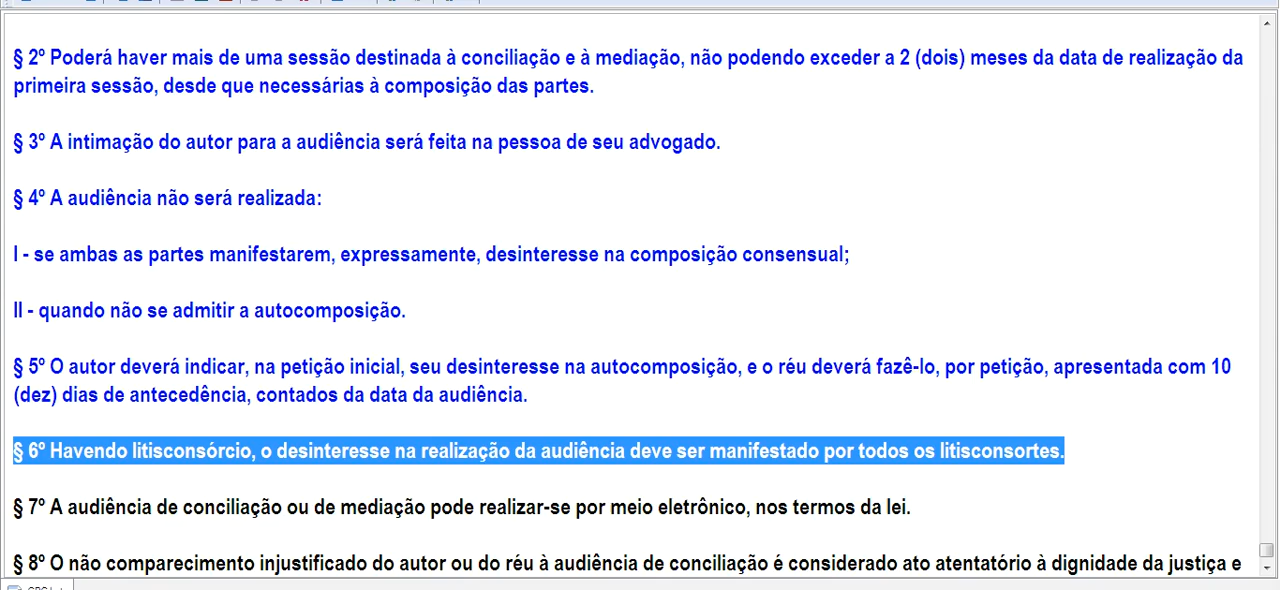 § 2º Poderá haver mais de uma sessão destinada à conciliação e à mediação, não podendo exceder a 2 (dois) meses da data de realização da
primeira sessão, desde que necessárias à composição das partes.
§ 3º A intimação do autor para a audiência será feita na pessoa de seu advogado.
§ 4º A audiência não será realizada:
I - se ambas as partes manifestarem, expressamente, desinteresse na composição consensual;
II - quando não se admitir a autocomposição.
§ 5º O autor deverá indicar, na petição inicial, seu desinteresse na autocomposição, e o réu deverá fazê-lo, por petição, apresentada com 10
(dez) dias de antecedência, contados da data da audiência.
§ 6º Havendo litisconsórcio, o desinteresse na realização da audiência deve ser manifestado por todos os litisconsortes.
§ 7º A audiência de conciliação ou de mediação pode realizar-se por meio eletrônico, nos termos da lei.
§ 8º O não comparecimento injustificado do autor ou do réu à audiência de conciliação é considerado ato atentatório à dignidade da justiça e